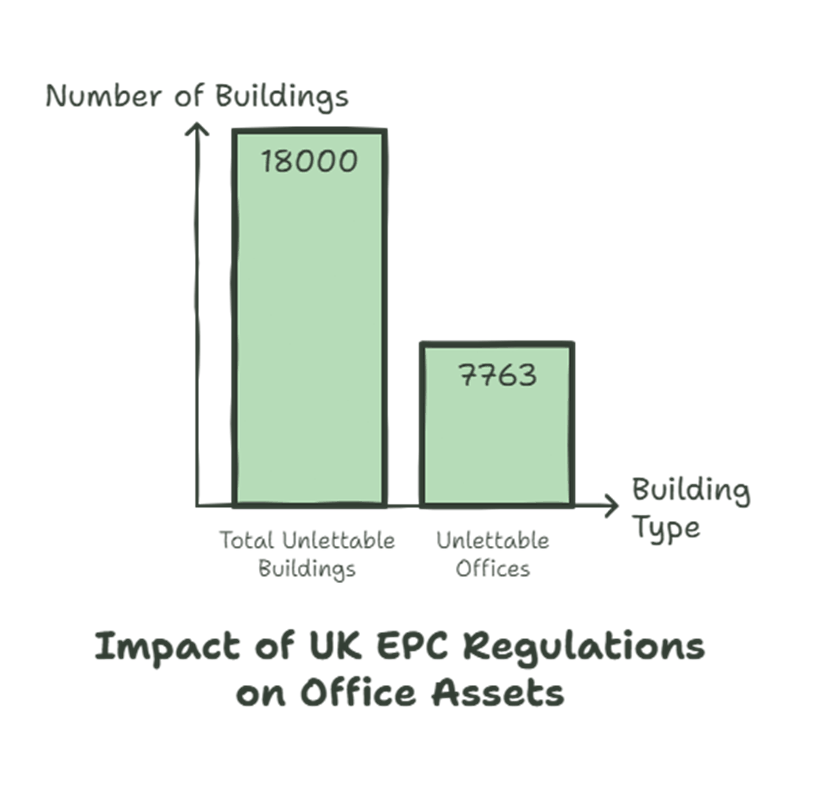 Number of Buildings
18000
7763
Building
Type
Total Unlettable
Buildings
Unlettable
Offices
Impact of UK EPC Regulations
on Office Assets